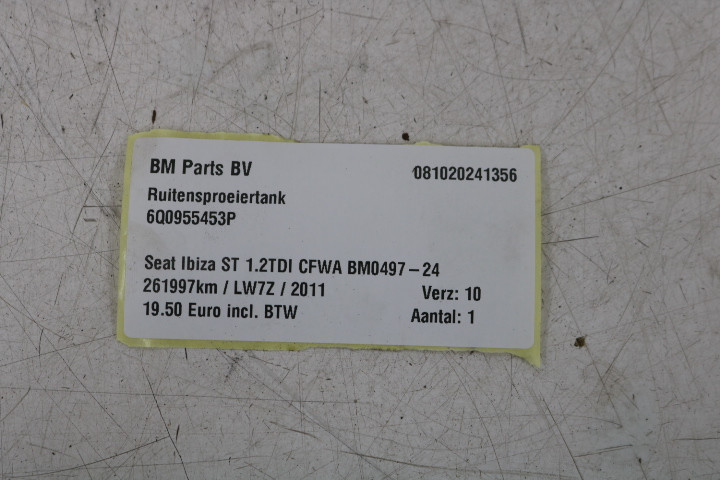 BM Parts BV 081020241356
Ruitensproeiertank
6Q0955453P
Seat Ibiza ST 1.2TDI CFWA BM0497-24
261997km / LW7Z / 2011 Verz: 10
19.50 Euro incl. BTW Aantal: 1